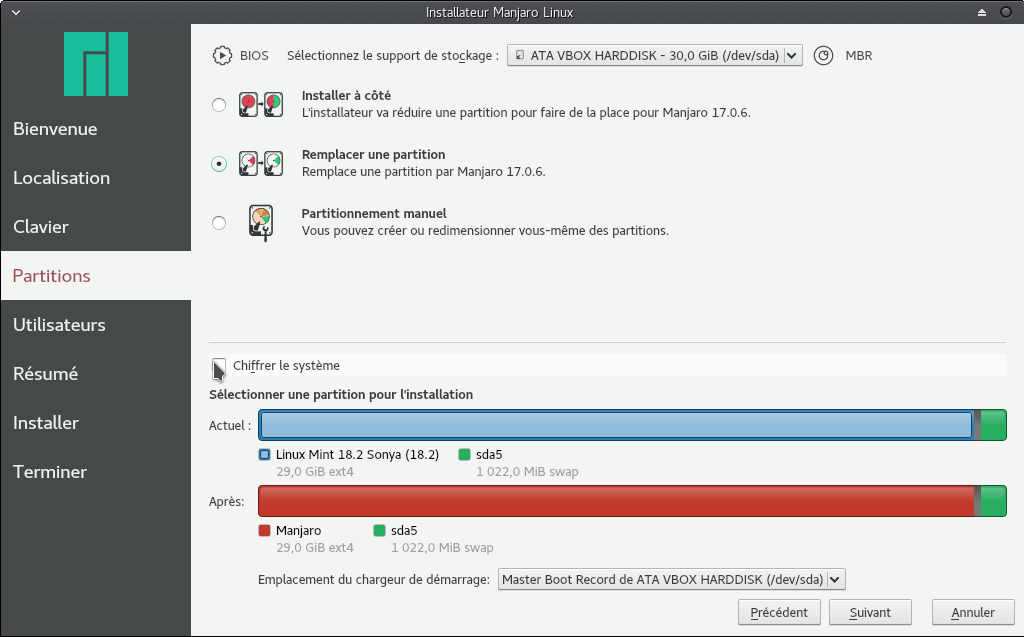 Installateur Manjaro Linux
BIOS Sélectionnez le support de stockage : ATA VBOX HARDDISK - 30,0 GiB (/dev/sda) MBR
Installer à côté
L'installateur va réduire une partition pour faire de la place pour Manjaro 17.0.6.
Remplacer une partition
Remplace une partition par Manjaro 17.0.6.
Partitionnement manuel
Vous pouvez créer ou redimensionner vous-même des partitions.
Bienvenue
Localisation
Clavier
Partitions
Utilisateurs
Résumé
Installer
Terminer
Chiffrer le système
Sélectionner une partition pour l'installation
Actuel :
Linux Mint 18.2 Sonya (18.2) sda5
29,0 GiB ext4 1 022,0 MiB swap
Après:
Manjaro sda5
29,0 GiB ext4 1 022,0 MiB swap
Emplacement du chargeur de démarrage: Master Boot Record de ATA VBOX HARDDISK (/dev/sda)
Précédent Suivant Annuler